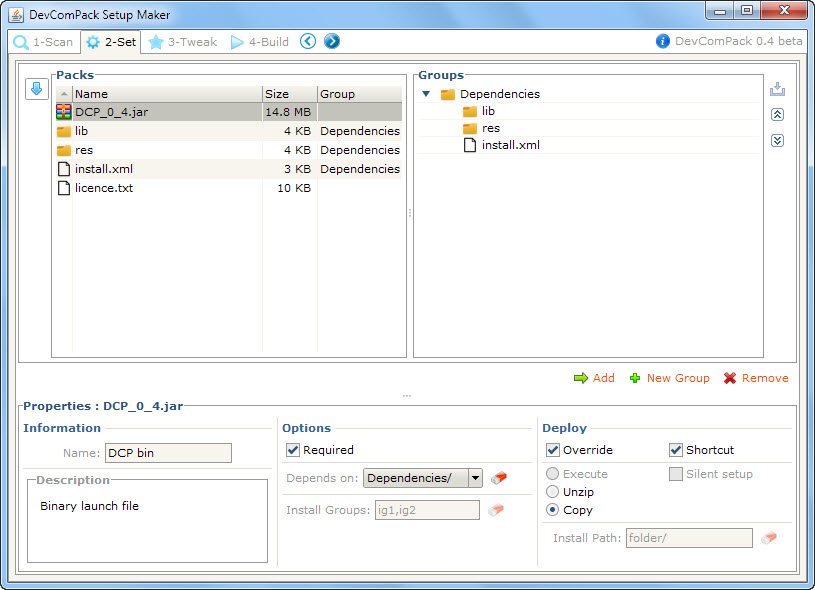 DevComPack Setup Maker
1-Scan 2-Set 3-Tweak 4-Build DevComPack 0.4 beta
Packs
Name Size Group
DCP_0_4.jar 14.8 MB
lib 4 KB Dependencies
res 4 KB Dependencies
install.xml 3 KB Dependencies
licence.txt 10 KB
Groups
Dependencies
lib
res
install.xml
Add New Group Remove
Properties : DCP_0_4.jar
Information
Name: DCP bin
Description
Binary launch file
Options
Required
Depends on: Dependencies/
Install Groups: ig1,ig2
Deploy
Override Shortcut
Execute Silent setup
Unzip
Copy
Install Path: folder/